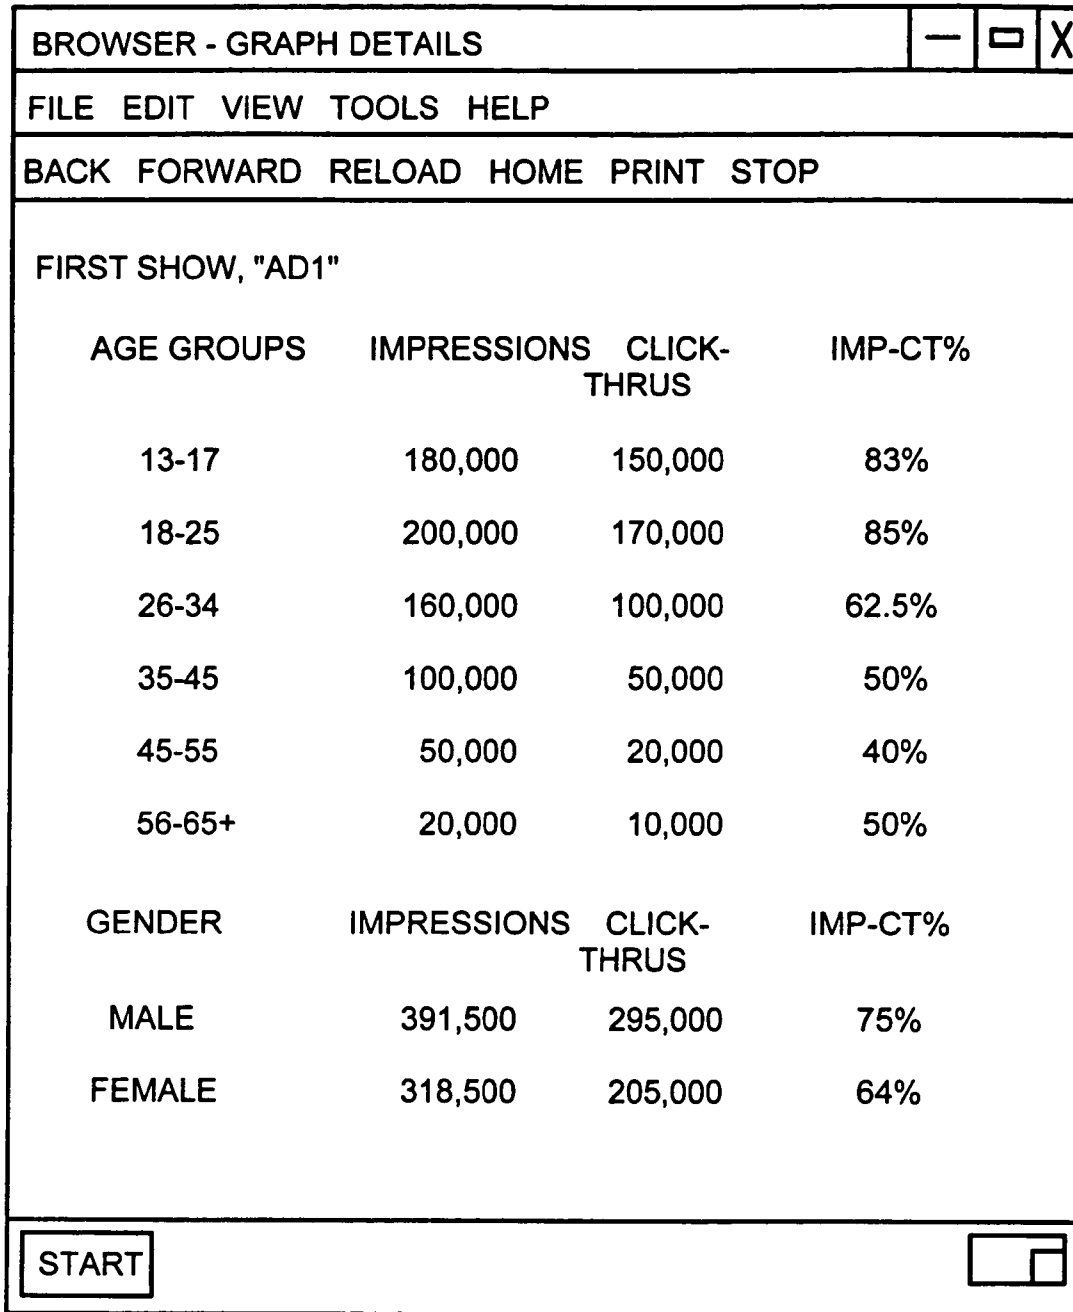 BROWSER - GRAPH DETAILS — X
FILE EDIT VIEW TOOLS HELP
BACK FORWARD RELOAD HOME PRINT STOP
FIRST SHOW, "AD1"
AGE GROUPS IMPRESSIONS CLICK- IMP-CT%
THRUS
13-17 180,000 150,000 83%
18-25 200,000 170,000 85%
26-34 160,000 100,000 62.5%
35-45 100,000 50,000 50%
45-55 50,000 20,000 40%
56-65+ 20,000 10,000 50%
GENDER IMPRESSIONS CLICK- IMP-CT%
THRUS
MALE 391,500 295,000 75%
FEMALE 318,500 205,000 64%
START